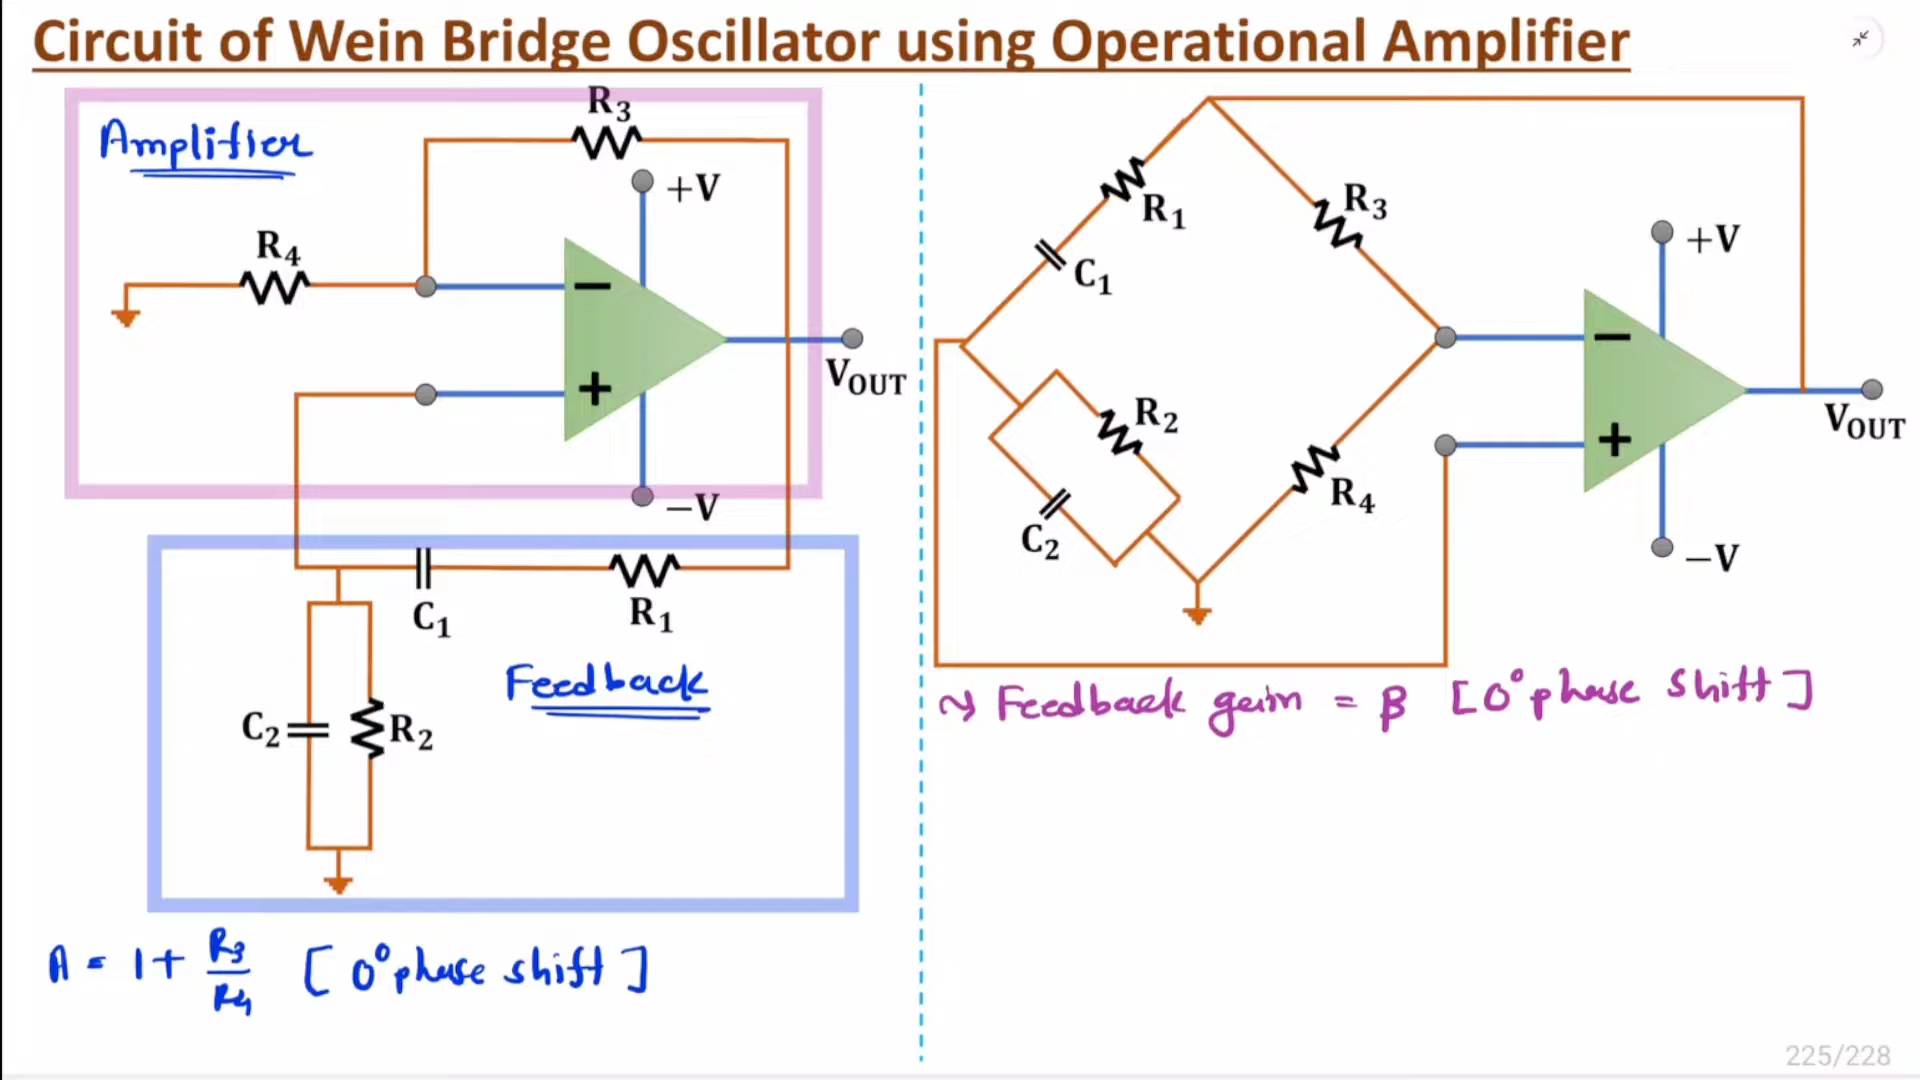 Circuit of Wein Bridge Oscillator using Operational Amplifier
Amplifier
R3
+V
R4
−
+
VOUT
−V
C1
R1
Feedback
C2
R2
A = 1 + R3/R4 [0° phase shift]
R1
C1
R3
+V
R2
−
+
VOUT
R4
C2
−V
~> Feedback gain = β [0° phase shift]
225/228